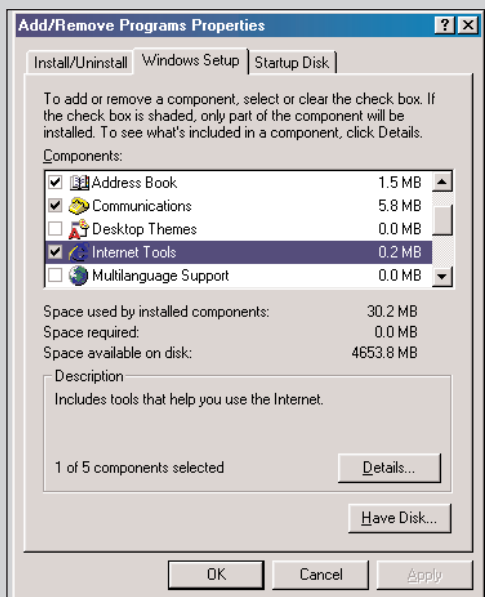 Add/Remove Programs Properties
Install/Uninstall Windows Setup Startup Disk
To add or remove a component, select or clear the check box. If
the check box is shaded, only part of the component will be
installed. To see what's included in a component, click Details.
Components:
Address Book 1.5 MB
Communications 5.8 MB
Desktop Themes 0.0 MB
Internet Tools 0.2 MB
Multilanguage Support 0.0 MB
Space used by installed components: 30.2 MB
Space required: 0.0 MB
Space available on disk: 4653.8 MB
Description
Includes tools that help you use the Internet.
1 of 5 components selected
Details...
Have Disk...
OK Cancel Apply